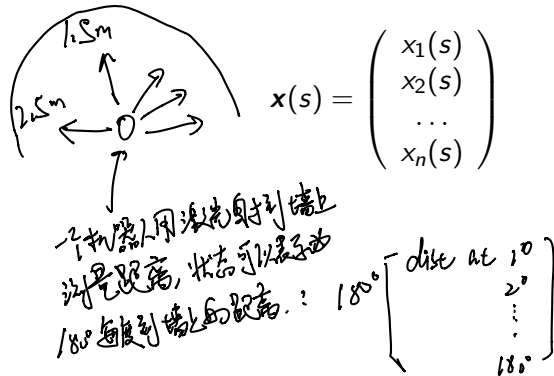 1.5m
2.5m
x(s) = ( x₁(s)
x₂(s)
...
xₙ(s) )
一个机器人用激光射到墙上
测量距离, 状态可以表示为
180° 每度到墙上的距离.:
180° [ dist at 1°
2°
⋮
180° ]